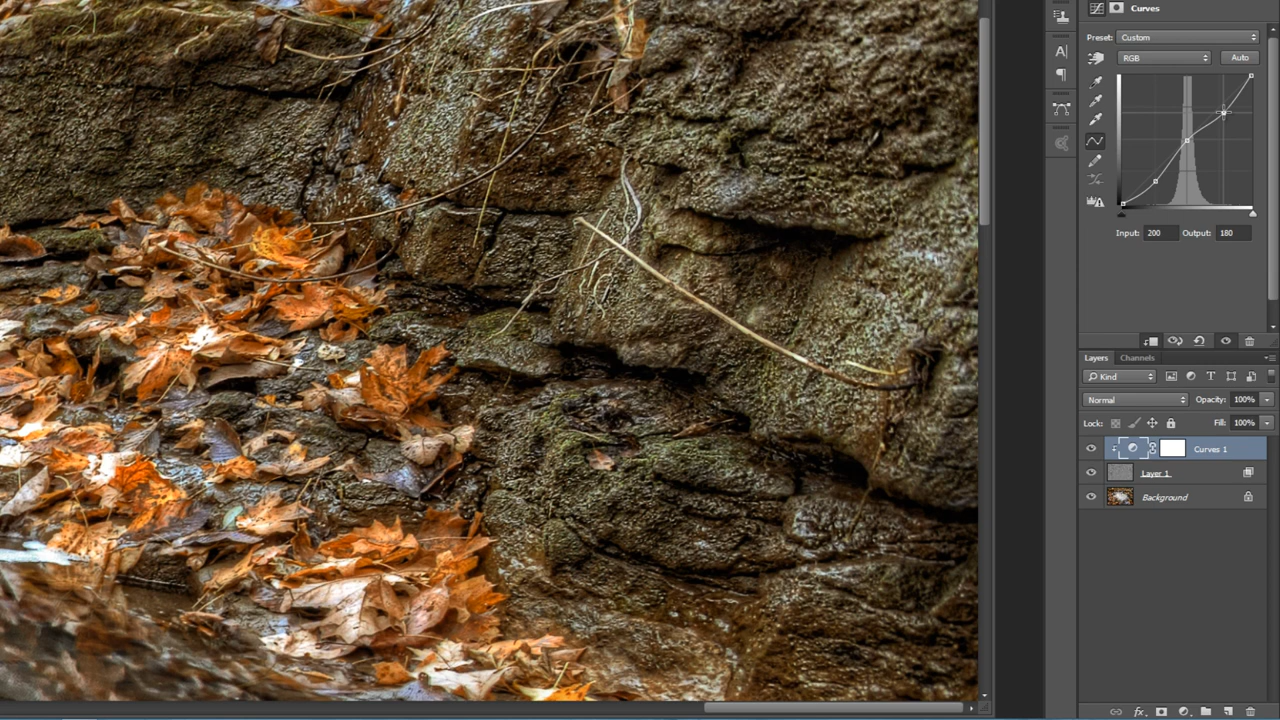 Curves
Preset: Custom
A
RGB Auto
Input: 200 Output: 180
Layers Channels
Kind T
Normal Opacity: 100%
Lock: Fill: 100%
Curves 1
Layer 1
Background
fx